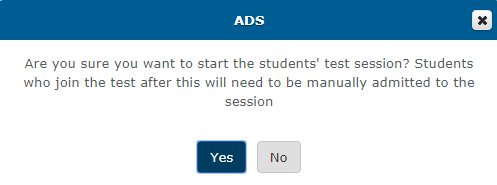 ADS
Are you sure you want to start the students' test session? Students
who join the test after this will need to be manually admitted to the
session
Yes No